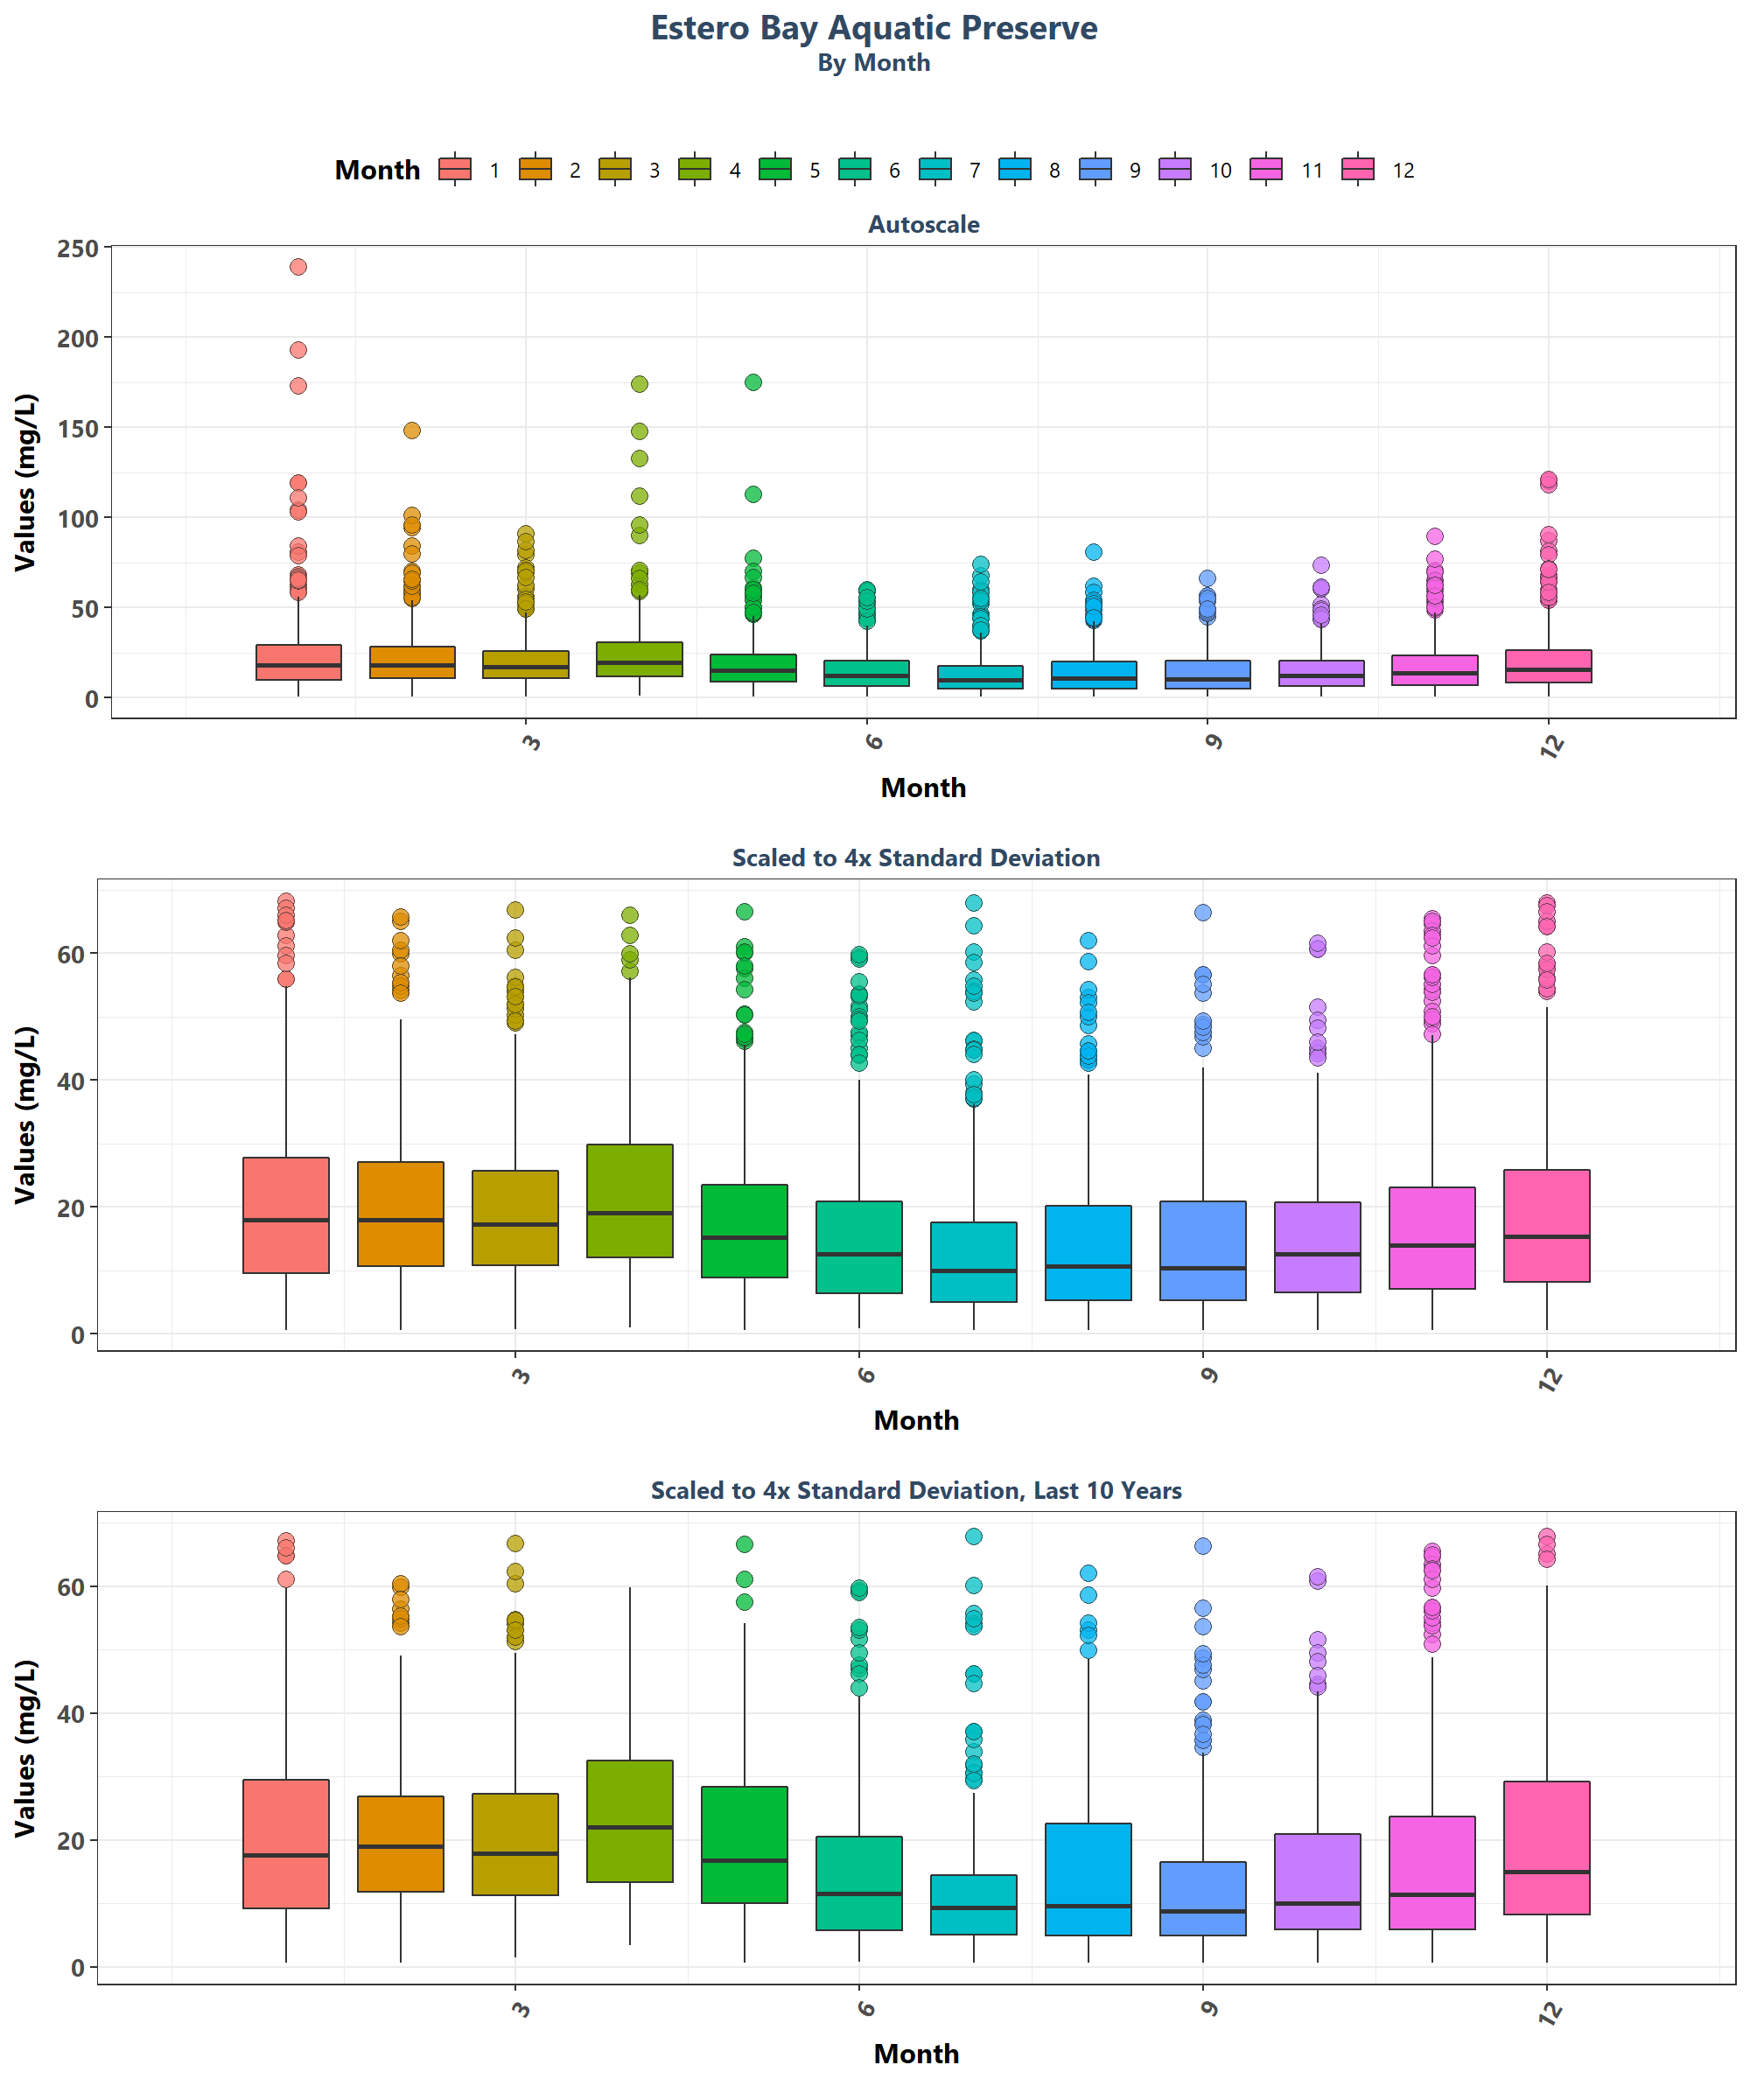 Estero Bay Aquatic Preserve
By Month
Month 1 2 3 4 5 6 7 8 9 10 11 12
Autoscale
Values (mg/L)
250
200
150
100
50
0
3 6 9 12
Month
Scaled to 4x Standard Deviation
Values (mg/L)
60
40
20
0
3 6 9 12
Month
Scaled to 4x Standard Deviation, Last 10 Years
Values (mg/L)
60
40
20
0
3 6 9 12
Month